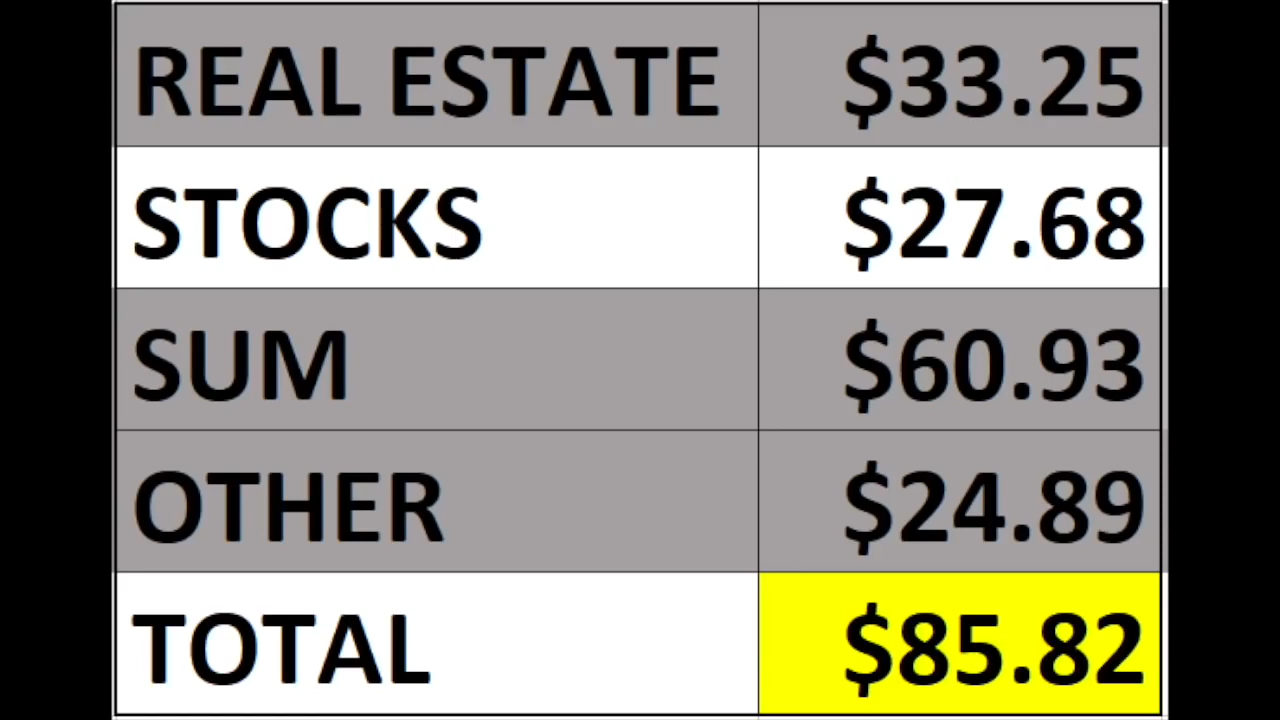 REAL ESTATE $33.25
STOCKS $27.68
SUM $60.93
OTHER $24.89
TOTAL $85.82